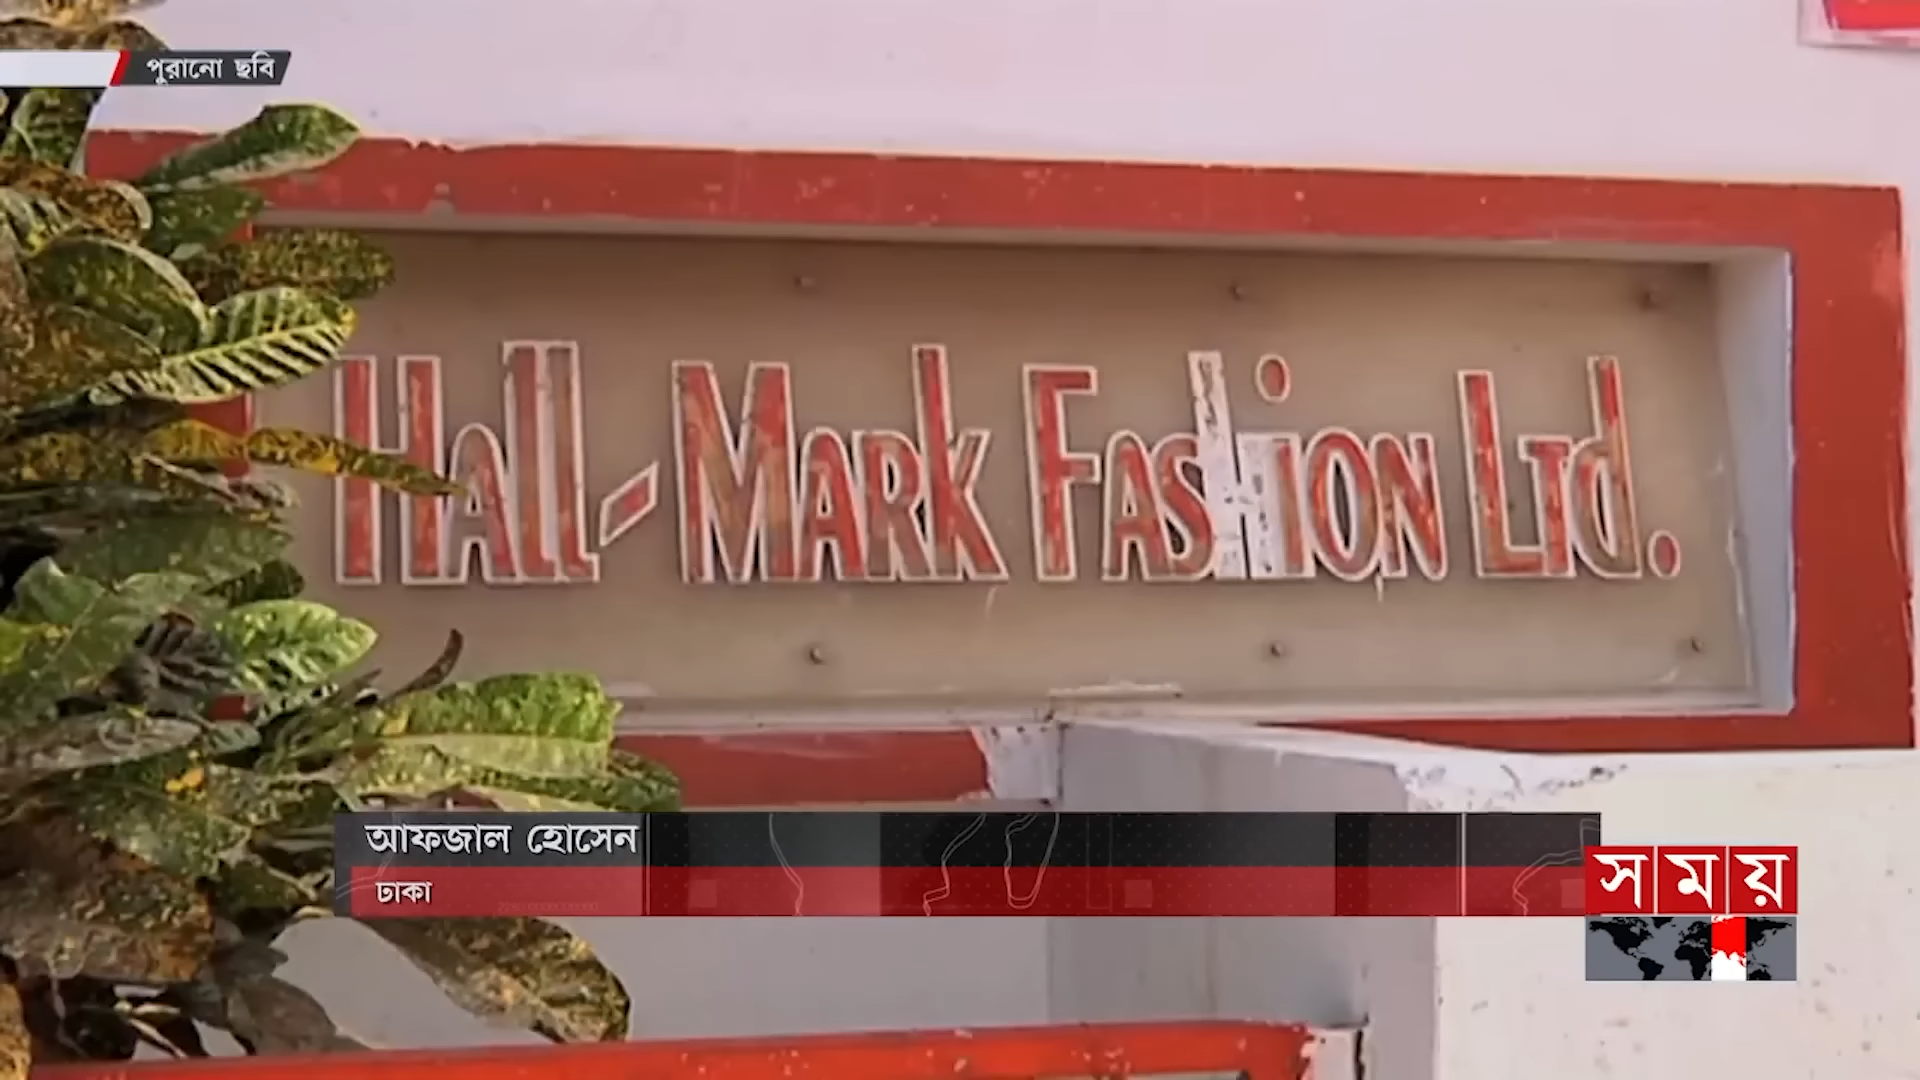 পুরানো ছবি
Hall-Mark Fashion Ltd.
আফজাল হোসেন
ঢাকা
সময়